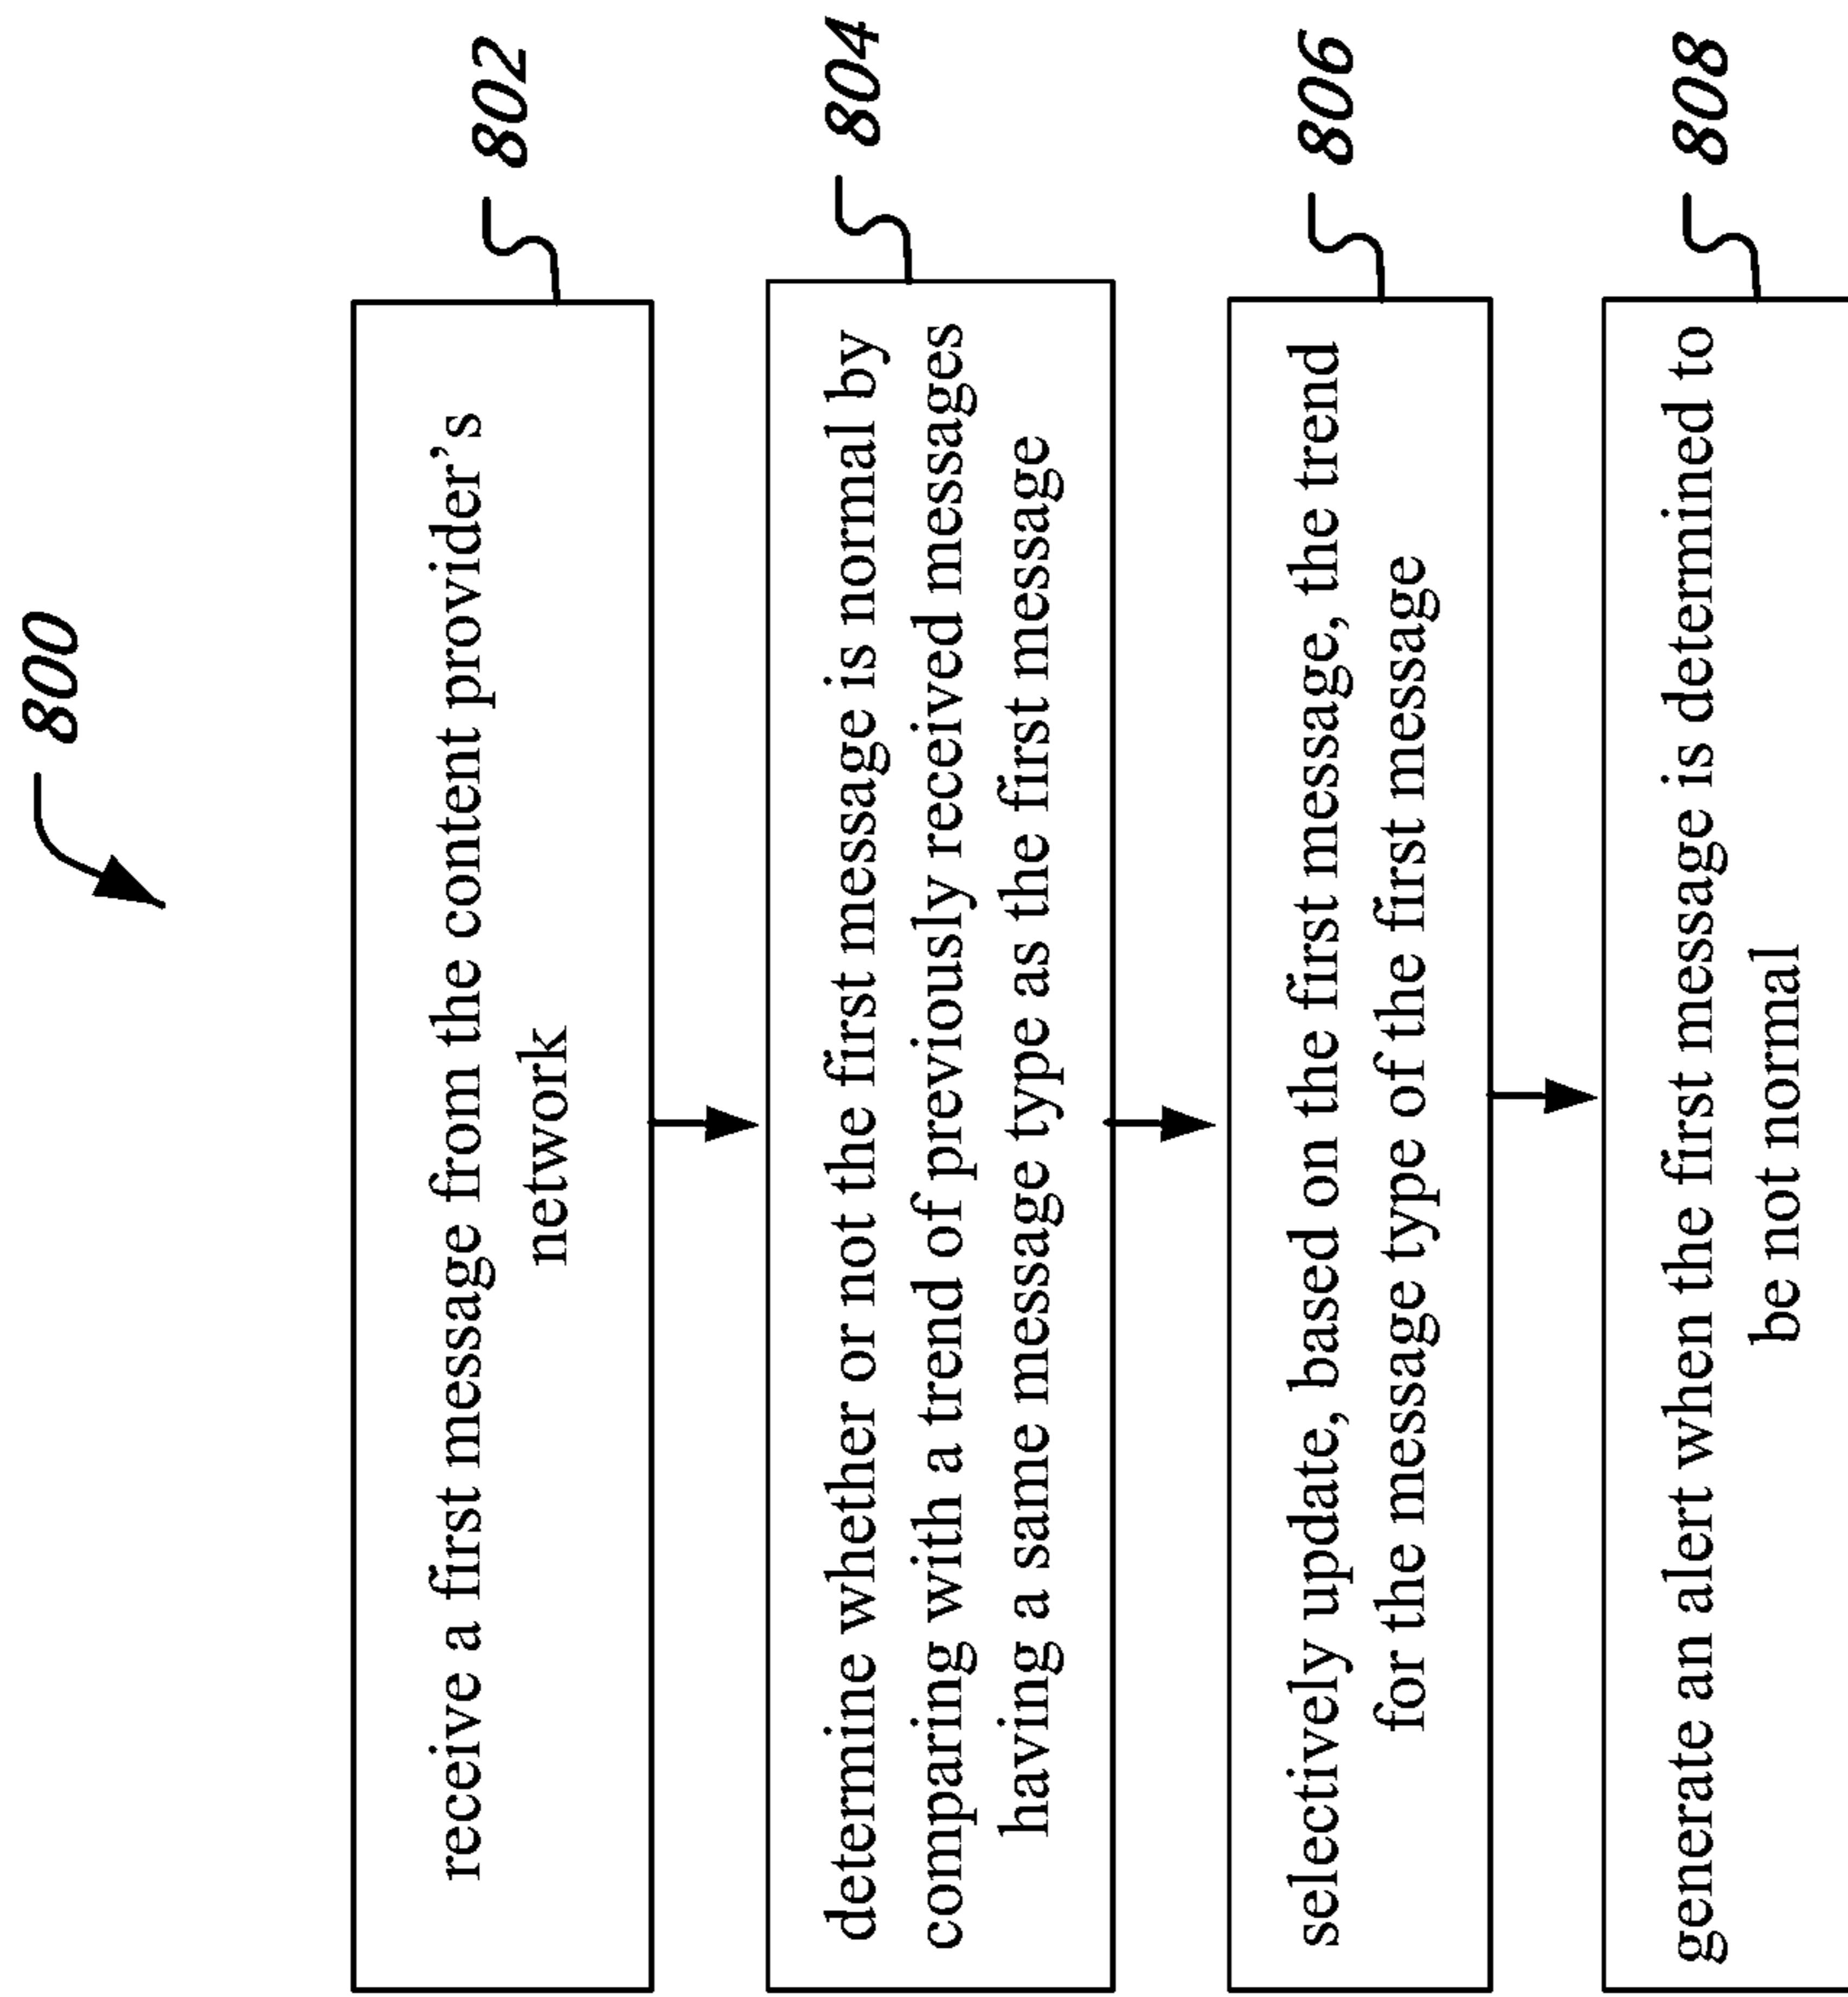 800
802
receive a first message from the content provider's
network
804
determine whether or not the first message is normal by
comparing with a trend of previously received messages
having a same message type as the first message
806
selectively update, based on the first message, the trend
for the message type of the first message
808
generate an alert when the first message is determined to
be not normal